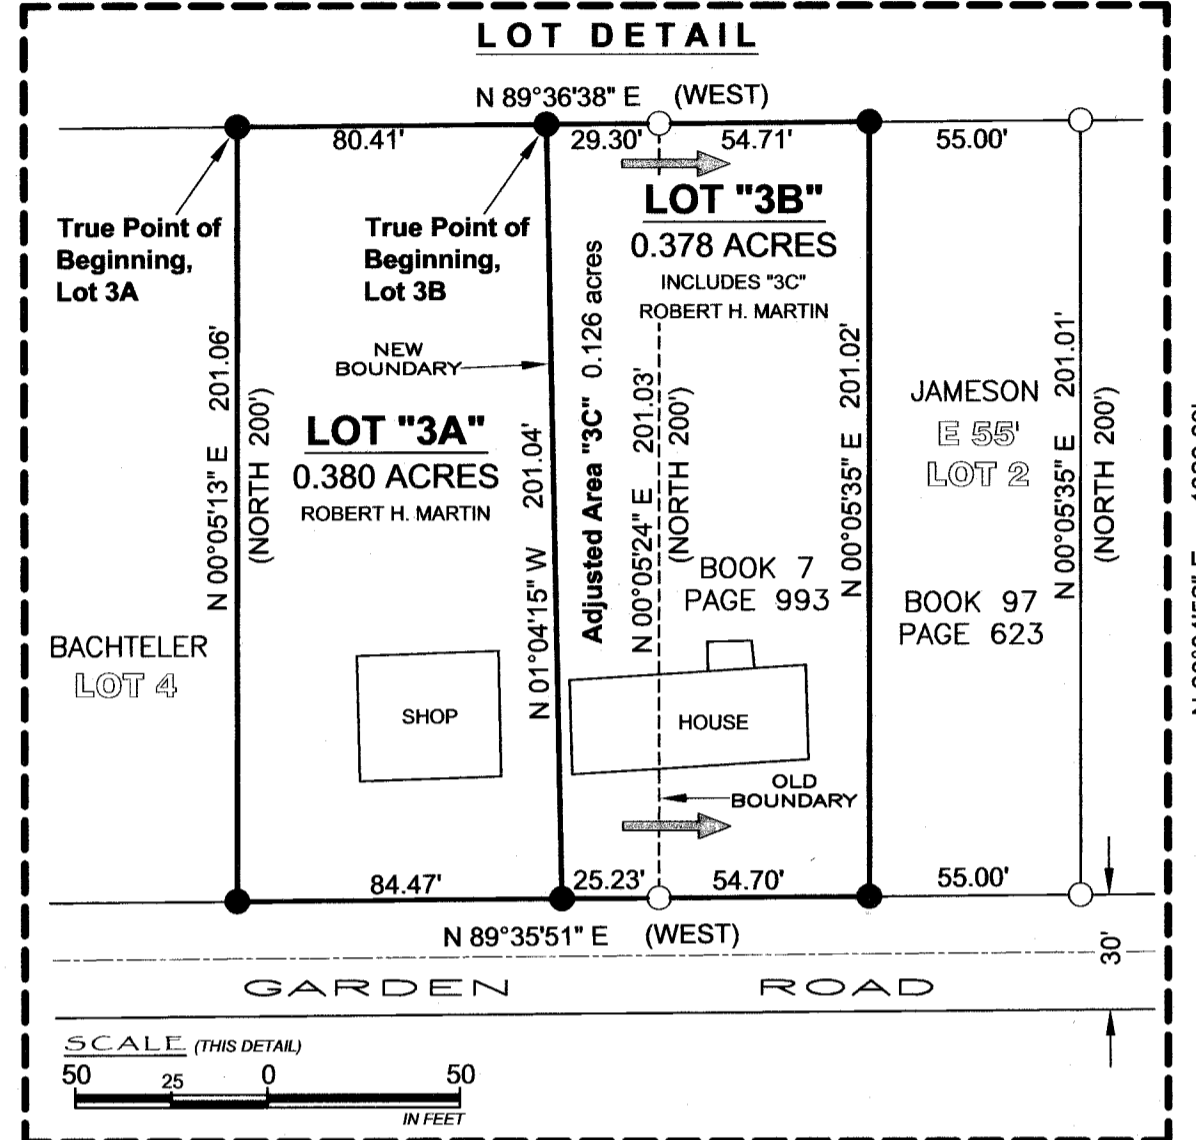 LOT DETAIL
N 89°36'38" E (WEST)
80.41' 29.30' 54.71' 55.00'
True Point of
Beginning,
Lot 3A
True Point of
Beginning,
Lot 3B
LOT "3B"
0.378 ACRES
INCLUDES "3C"
ROBERT H. MARTIN
NEW
BOUNDARY
LOT "3A"
0.380 ACRES
ROBERT H. MARTIN
N 00°05'13" E 201.06'
(NORTH 200')
N 01°04'15" W 201.04'
Adjusted Area "3C" 0.126 acres
N 00°05'24" E 201.03'
(NORTH 200')
N 00°05'35" E 201.02'
JAMESON
E 55'
LOT 2
N 00°05'35" E 201.01'
(NORTH 200')
BOOK 7
PAGE 993
BOOK 97
PAGE 623
BACHTELER
LOT 4
SHOP
HOUSE
OLD
BOUNDARY
84.47' 25.23' 54.70' 55.00'
N 89°35'51" E (WEST)
30'
GARDEN ROAD
SCALE (THIS DETAIL)
50 25 0 50
IN FEET